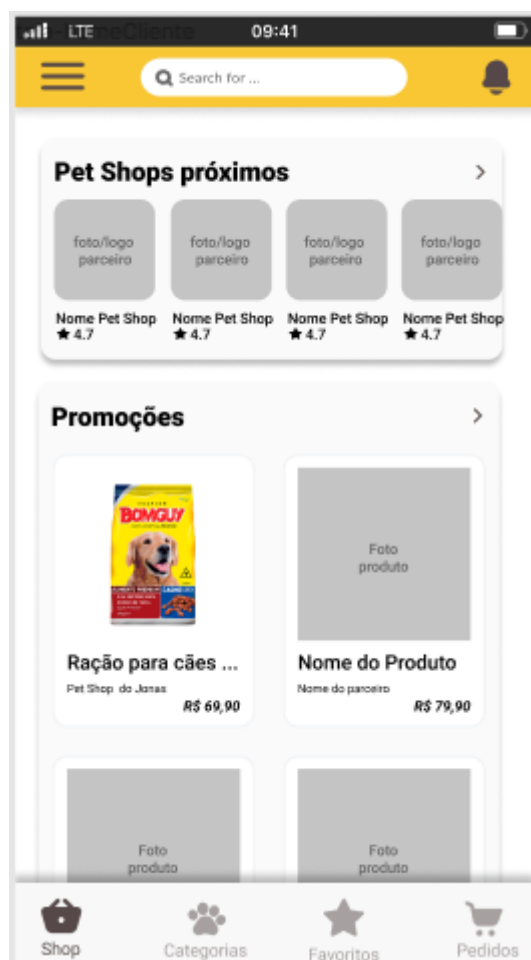 LTE meCliente 09:41
Search for ...
Pet Shops próximos
foto/logo parceiro
foto/logo parceiro
foto/logo parceiro
foto/logo parceiro
Nome Pet Shop
4.7
Nome Pet Shop
4.7
Nome Pet Shop
4.7
Nome Pet Shop
4.7
Promoções
BOMGUY
Foto
produto
Ração para cães ...
Pet Shop do Jonas
R$ 69,90
Nome do Produto
Nome do parceiro
R$ 79,90
Foto
produto
Foto
produto
Shop
Categorias
Favoritos
Pedidos